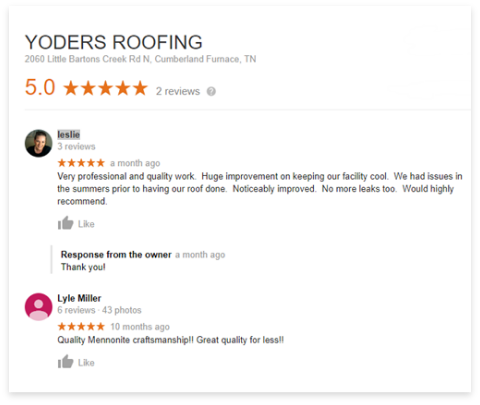 YODERS ROOFING
2060 Little Bartons Creek Rd N, Cumberland Furnace, TN
5.0 ★★★★★ 2 reviews ?
leslie
3 reviews
★★★★★ a month ago
Very professional and quality work. Huge improvement on keeping our facility cool. We had issues in
the summers prior to having our roof done. Noticeably improved. No more leaks too. Would highly
recommend.
Like
Response from the owner a month ago
Thank you!
Lyle Miller
6 reviews · 43 photos
★★★★★ 10 months ago
Quality Mennonite craftsmanship!! Great quality for less!!
Like